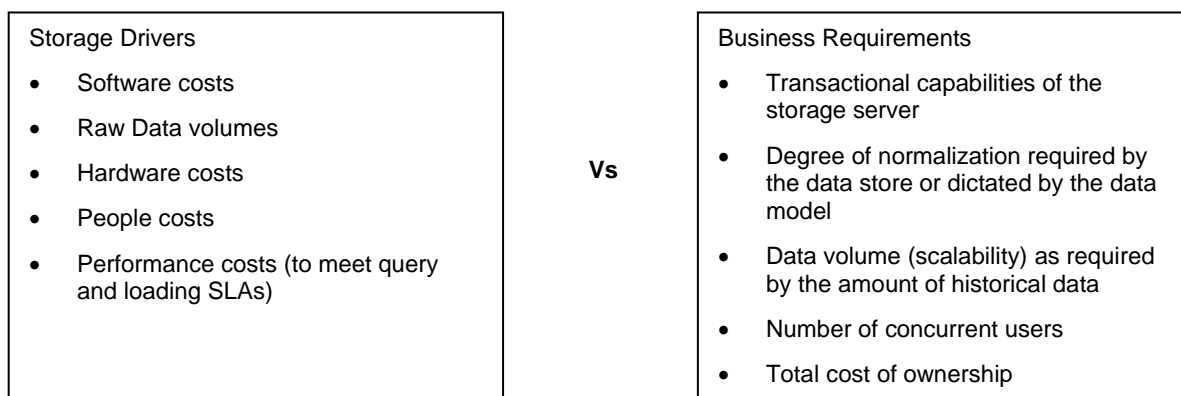 Storage Drivers
• Software costs
• Raw Data volumes
• Hardware costs
• People costs
• Performance costs (to meet query
and loading SLAs)
Vs
Business Requirements
• Transactional capabilities of the
storage server
• Degree of normalization required by
the data store or dictated by the data
model
• Data volume (scalability) as required
by the amount of historical data
• Number of concurrent users
• Total cost of ownership